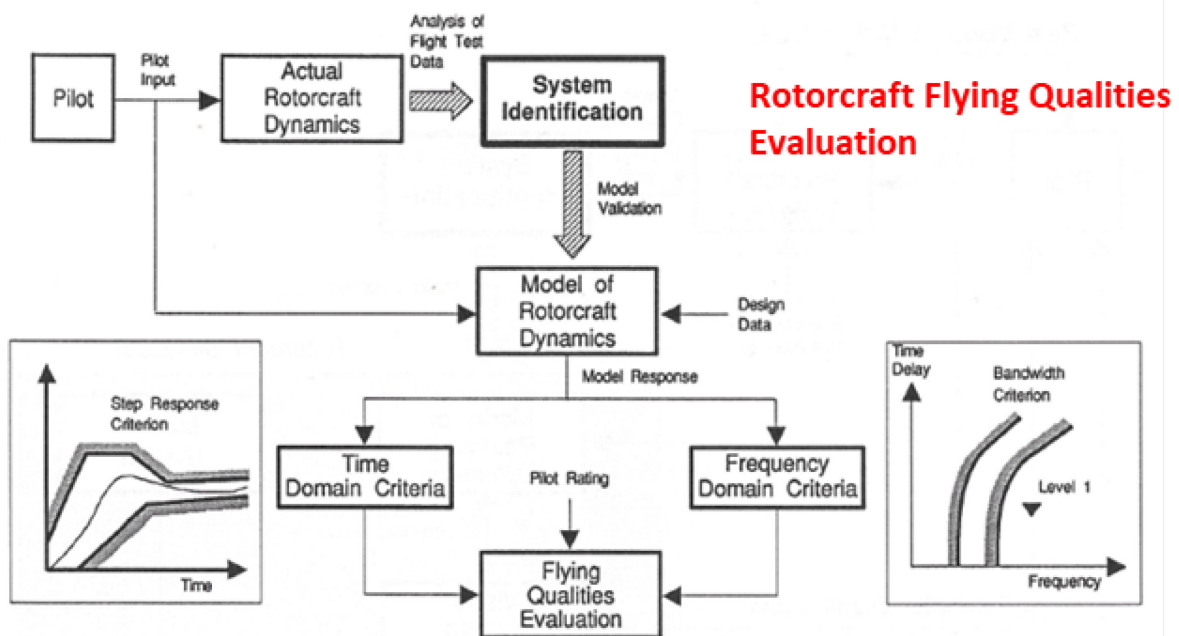 Rotorcraft Flying Qualities
Evaluation
Pilot
Pilot
Input
Actual
Rotorcraft
Dynamics
Analysis of
Flight Test
Data
System
Identification
Model
Validation
Model of
Rotorcraft
Dynamics
Design
Data
Model Response
Step Response
Criterion
Time
Time
Domain Criteria
Pilot Rating
Frequency
Domain Criteria
Flying
Qualities
Evaluation
Time
Delay
Bandwidth
Criterion
Level 1
Frequency